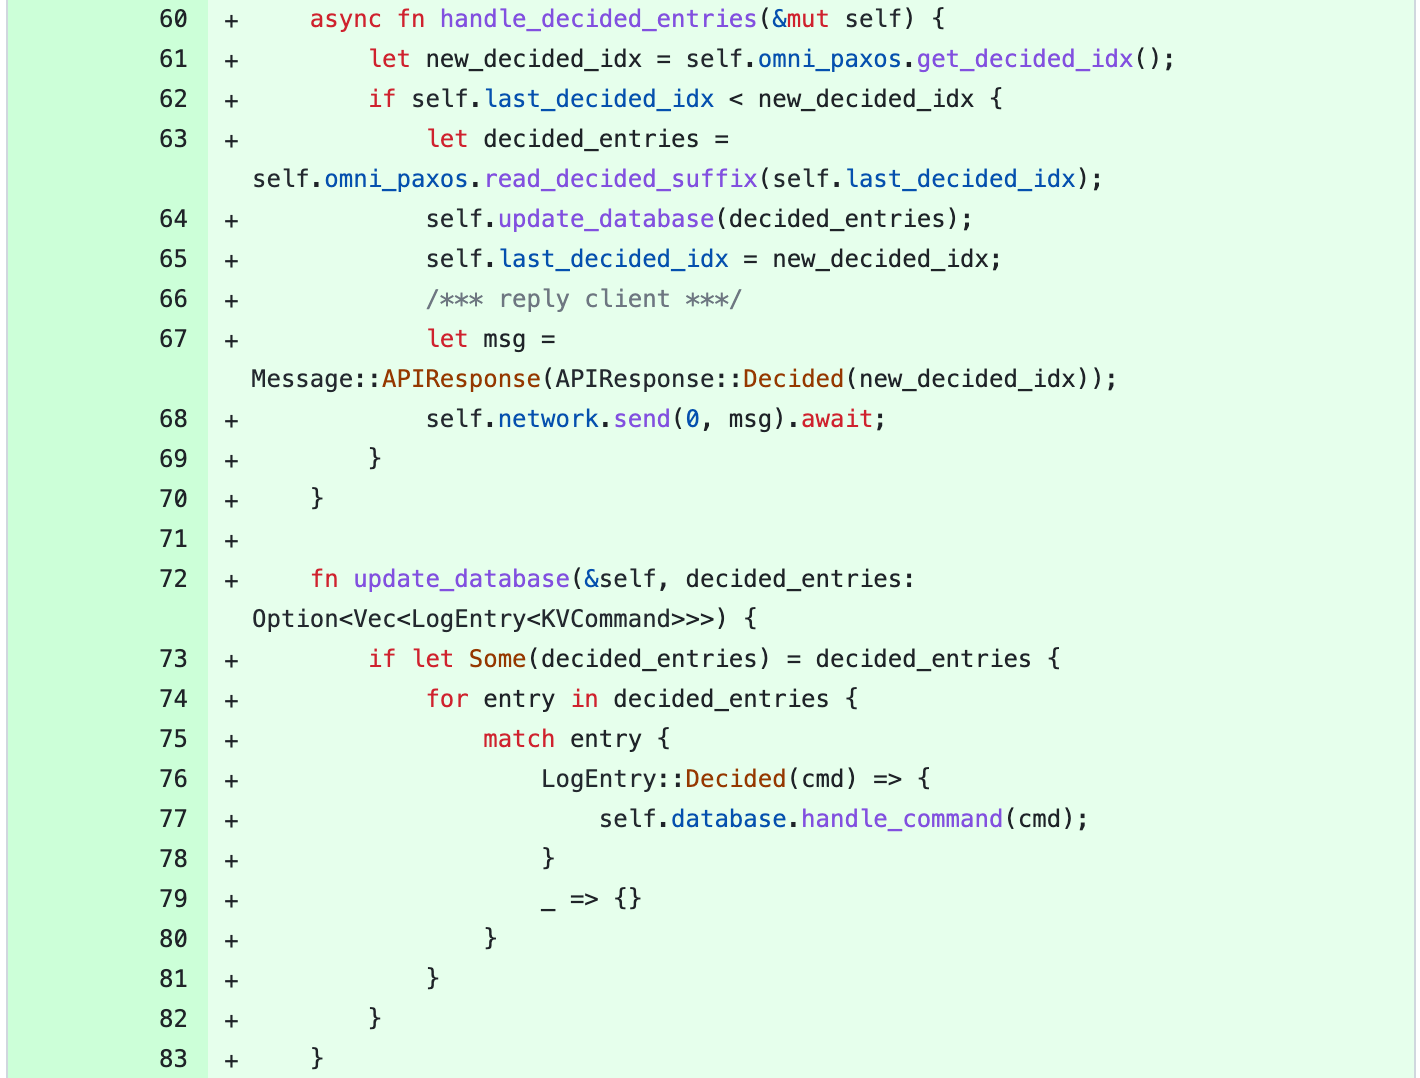 60 + async fn handle_decided_entries(&mut self) {
61 + let new_decided_idx = self.omni_paxos.get_decided_idx();
62 + if self.last_decided_idx < new_decided_idx {
63 + let decided_entries =
self.omni_paxos.read_decided_suffix(self.last_decided_idx);
64 + self.update_database(decided_entries);
65 + self.last_decided_idx = new_decided_idx;
66 + /*** reply client ***/
67 + let msg =
Message::APIResponse(APIResponse::Decided(new_decided_idx));
68 + self.network.send(0, msg).await;
69 + }
70 + }
71 +
72 + fn update_database(&self, decided_entries:
Option<Vec<LogEntry<KVCommand>>>) {
73 + if let Some(decided_entries) = decided_entries {
74 + for entry in decided_entries {
75 + match entry {
76 + LogEntry::Decided(cmd) => {
77 + self.database.handle_command(cmd);
78 + }
79 + _ => {}
80 + }
81 + }
82 + }
83 + }